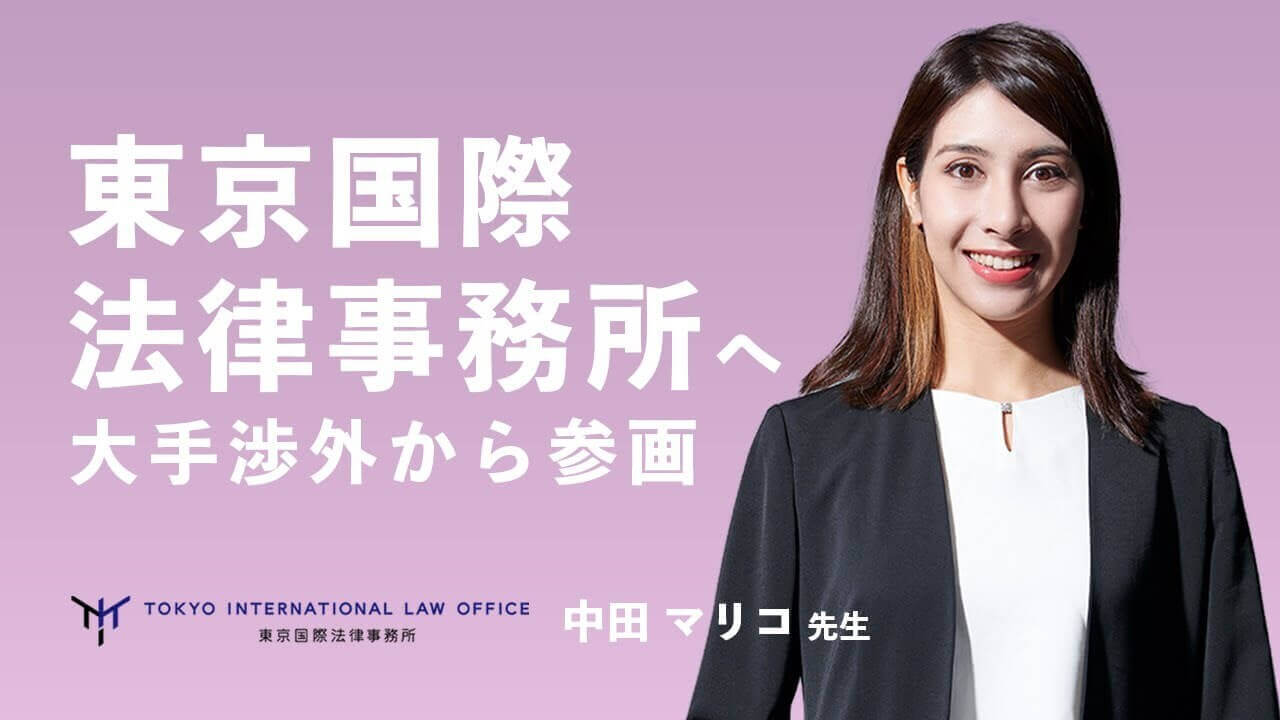 東京国際
法律事務所へ
大手渉外から参画
TOKYO INTERNATIONAL LAW OFFICE
東京国際法律事務所
中田 マリコ 先生